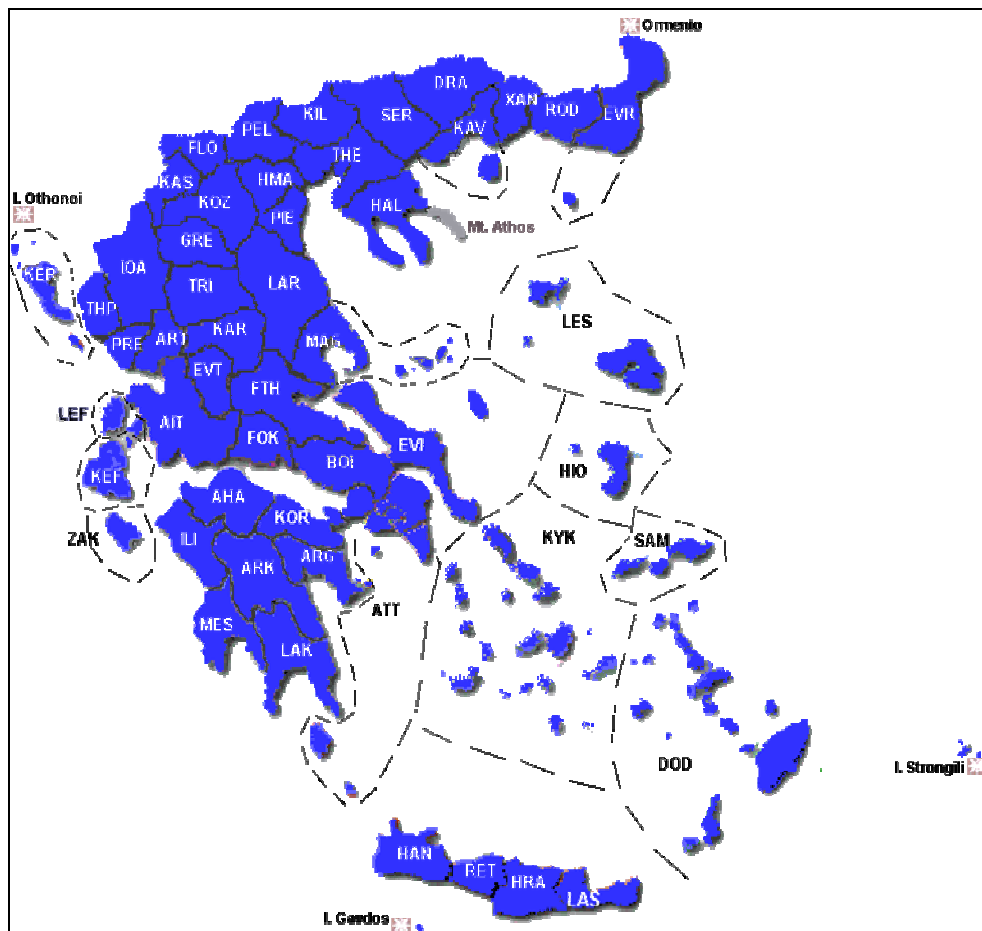 Ormenio
DRA
XAN
KIL
SER
ROD
EVR
PEL
KAV
FLO
THE
KAS
HMA
I. Othonoi
KOZ
HAL
PIE
Mt. Athos
GRE
IOA
KER
TRI
LAR
THP
LES
KAR
ART
PRE
MAG
EVT
FTH
LEF
AIT
FOK
EVI
BOI
HIO
KEF
AHA
KOR
ZAK
ILI
KYK
SAM
ARG
ARK
ATT
MES
LAK
DOD
I. Strongili
HAN
RET
HRA
LAS
I. Gavdos